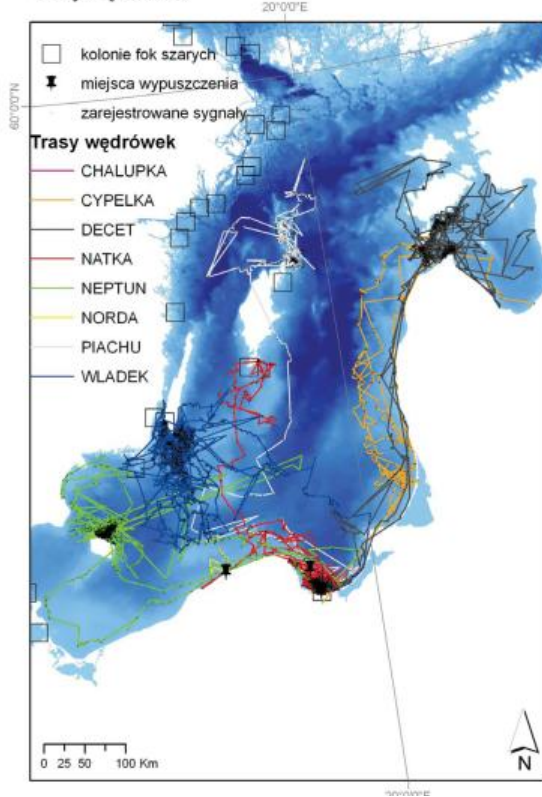 20°0'0"E
60°0'0"N
kolonie fok szarych
miejsca wypuszczenia
zarejestrowane sygnały
Trasy wędrówek
CHALUPKA
CYPELKA
DECET
NATKA
NEPTUN
NORDA
PIACHU
WLADEK
0 25 50 100 Km
N
20°0'0"E